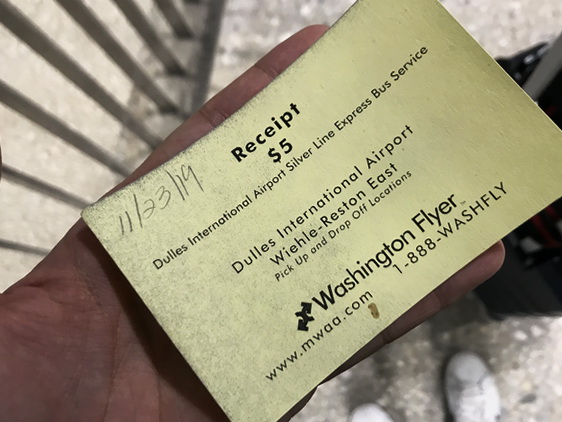 Receipt
$5
11/23/19
Dulles International Airport Silver Line Express Bus Service
Dulles International Airport
Wiehle-Reston East
Pick Up and Drop Off Locations
Washington Flyer
www.mwaa.com 1-888-WASHFLY